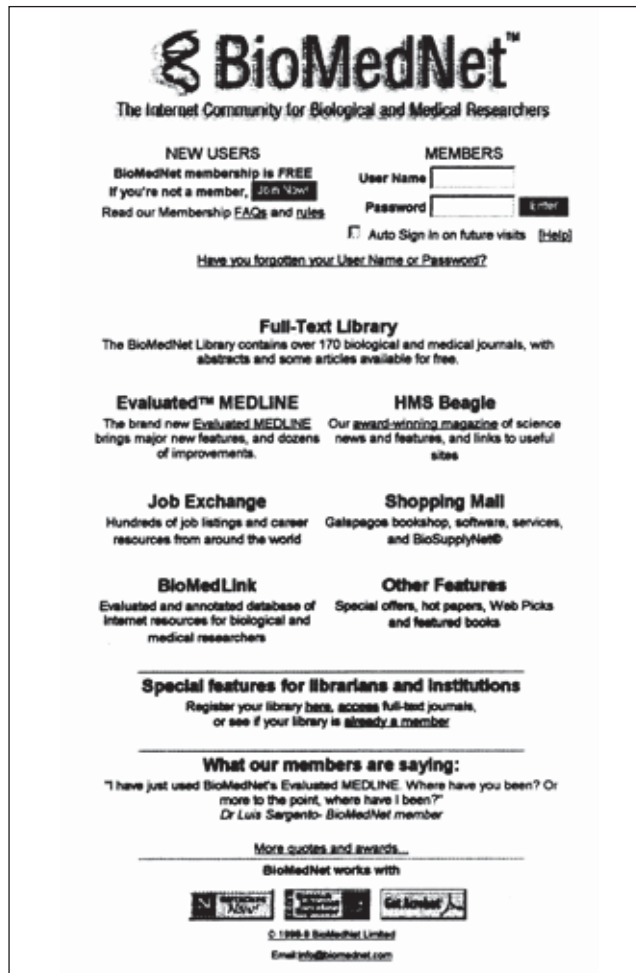 BioMedNet™
The Internet Community for Biological and Medical Researchers
NEW USERS
BioMedNet membership is FREE
If you're not a member, Join Now!
Read our Membership FAQs and rules
MEMBERS
User Name
Password Enter
Auto Sign In on future visits [Help]
Have you forgotten your User Name or Password?
Full-Text Library
The BioMedNet Library contains over 170 biological and medical journals, with
abstracts and some articles available for free.
Evaluated™ MEDLINE
The brand new Evaluated MEDLINE
brings major new features, and dozens
of improvements.
HMS Beagle
Our award-winning magazine of science
news and features, and links to useful
sites
Job Exchange
Hundreds of job listings and career
resources from around the world
Shopping Mall
Galapagos bookshop, software, services,
and BioSupplyNet©
BioMedLink
Evaluated and annotated database of
Internet resources for biological and
medical researchers
Other Features
Special offers, hot papers, Web Picks
and featured books
Special features for librarians and institutions
Register your library here, access full-text journals,
or see if your library is already a member
What our members are saying:
"I have just used BioMedNet's Evaluated MEDLINE. Where have you been? Or
more to the point, where have I been?"
Dr Luis Sargento- BioMedNet member
More quotes and awards...
BioMedNet works with
Got Acrobat
BioMedNet Limited
Email:info@biomednet.com